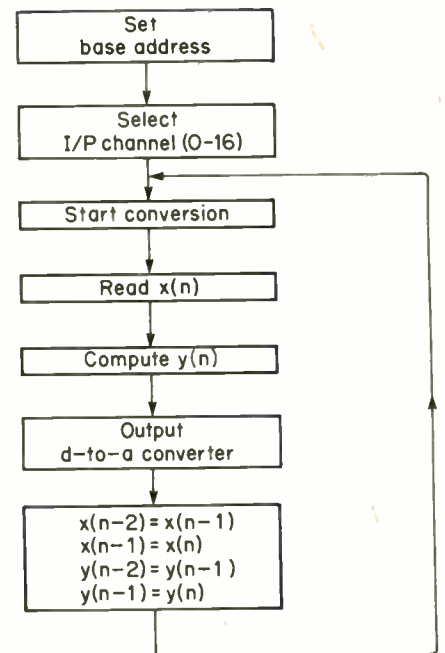 Set
base address
Select
I/P channel (0-16)
Start conversion
Read x(n)
Compute y(n)
Output
d-to-a converter
x(n-2) = x(n-1)
x(n-1) = x(n)
y(n-2) = y(n-1)
y(n-1) = y(n)